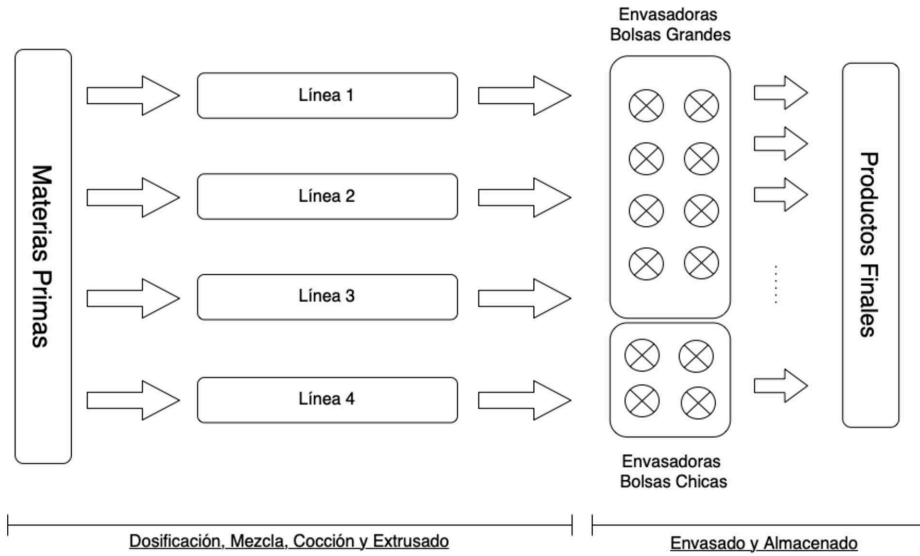 Envasadoras
Bolsas Grandes
Materias Primas
Línea 1
Línea 2
Línea 3
Línea 4
Productos Finales
Envasadoras
Bolsas Chicas
Dosificación, Mezcla, Cocción y Extrusado
Envasado y Almacenado